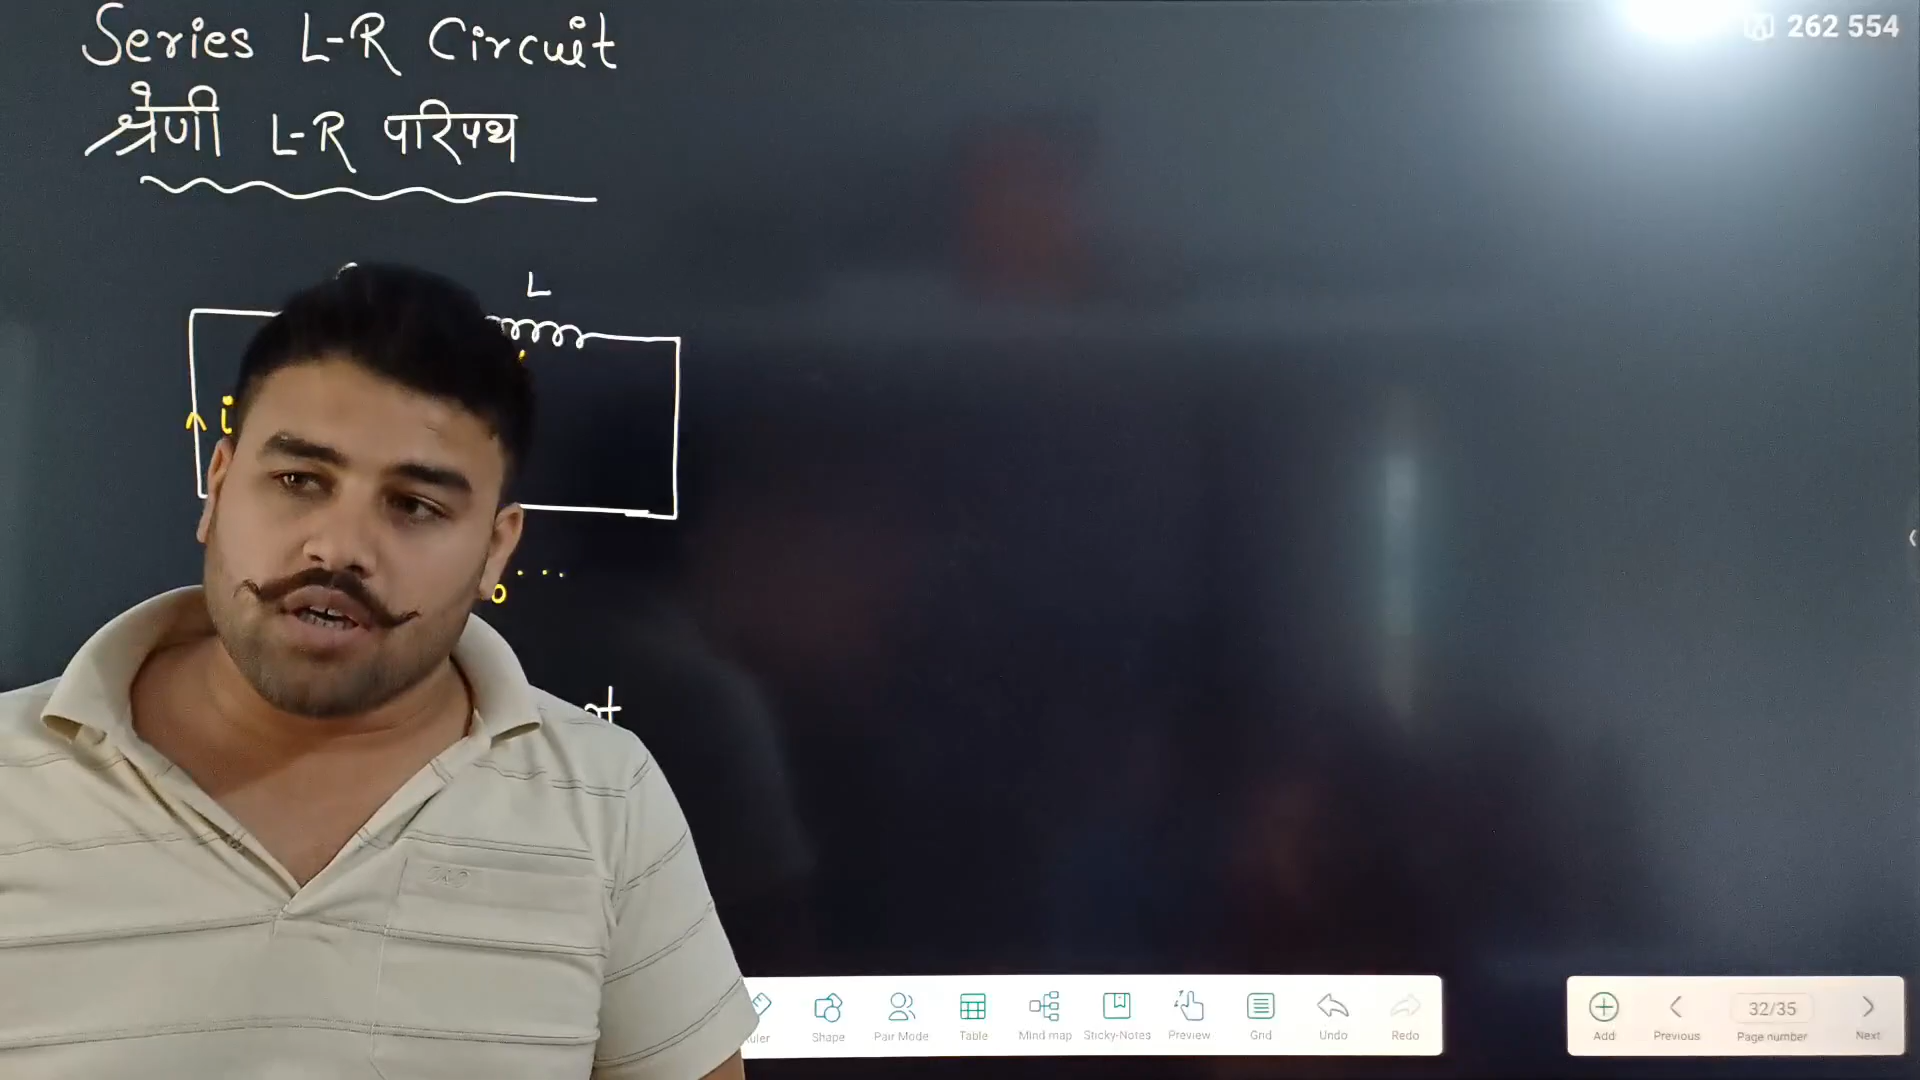 262 554
Series L-R Circuit
श्रेणी L-R परिपथ
L
i
Shape
Pair Mode
Table
Mind map
Sticky-Notes
Preview
Grid
Undo
Redo
Add
Previous
32/35
Page number
Next